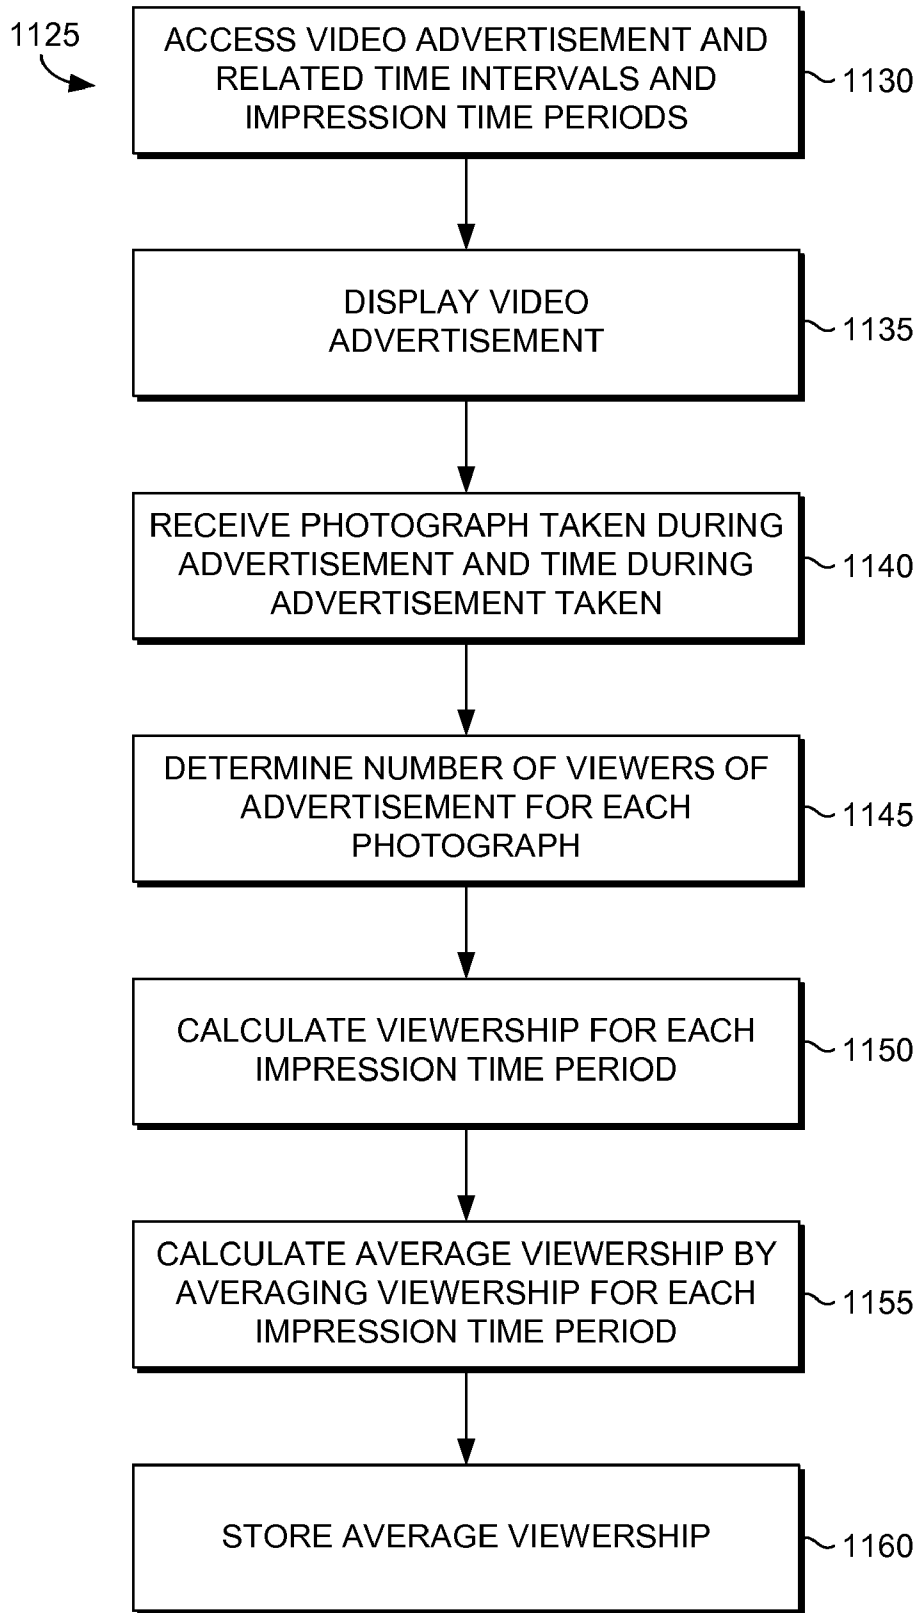 1125
ACCESS VIDEO ADVERTISEMENT AND
RELATED TIME INTERVALS AND
IMPRESSION TIME PERIODS
1130
DISPLAY VIDEO
ADVERTISEMENT
1135
RECEIVE PHOTOGRAPH TAKEN DURING
ADVERTISEMENT AND TIME DURING
ADVERTISEMENT TAKEN
1140
DETERMINE NUMBER OF VIEWERS OF
ADVERTISEMENT FOR EACH
PHOTOGRAPH
1145
CALCULATE VIEWERSHIP FOR EACH
IMPRESSION TIME PERIOD
1150
CALCULATE AVERAGE VIEWERSHIP BY
AVERAGING VIEWERSHIP FOR EACH
IMPRESSION TIME PERIOD
1155
STORE AVERAGE VIEWERSHIP
1160